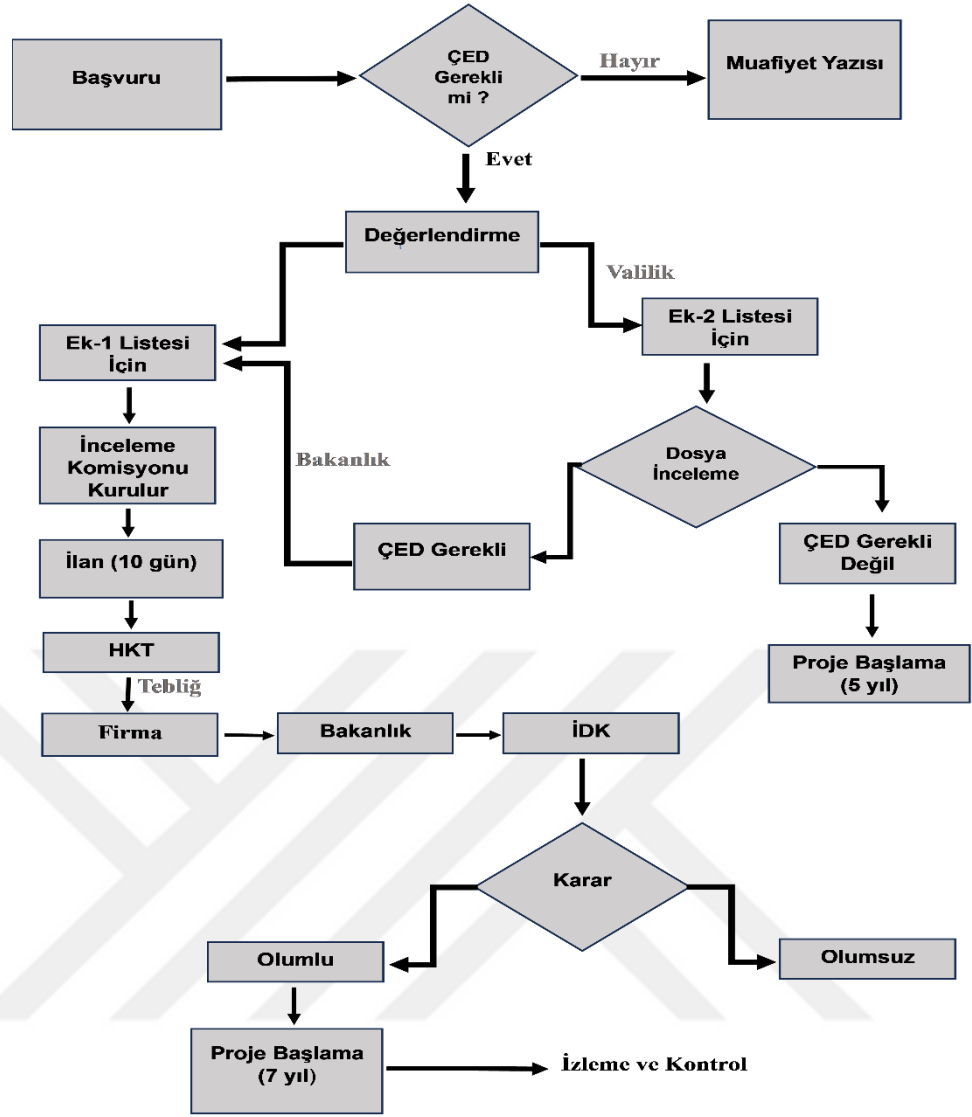 Başvuru
ÇED
Gerekli
mi ?
Hayır
Muafiyet Yazısı
Evet
Değerlendirme
Valilik
Ek-1 Listesi
İçin
Ek-2 Listesi
İçin
İnceleme
Komisyonu
Kurulur
Bakanlık
Dosya
İnceleme
İlan (10 gün)
ÇED Gerekli
ÇED Gerekli
Değil
HKT
Proje Başlama
(5 yıl)
Tebliğ
Firma
Bakanlık
İDK
Karar
Olumlu
Olumsuz
Proje Başlama
(7 yıl)
İzleme ve Kontrol